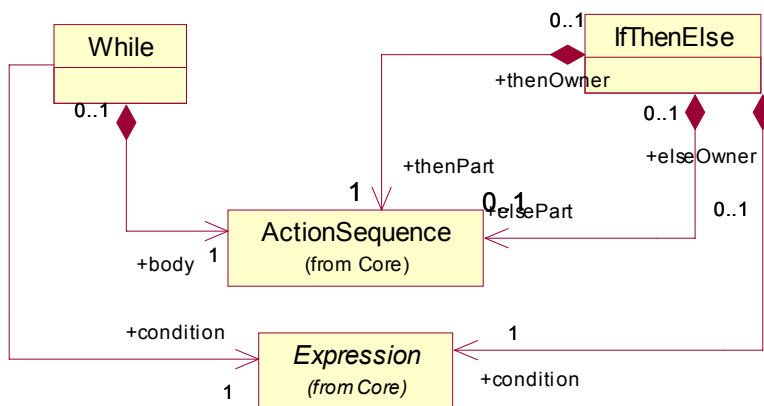 0..1
While
IfThenElse
+thenOwner
0..1
0..1
+elseOwner
+thenPart
1
0..1
+elsePart
0..1
ActionSequence
(from Core)
1
+body
+condition
1
Expression
(from Core)
1
+condition